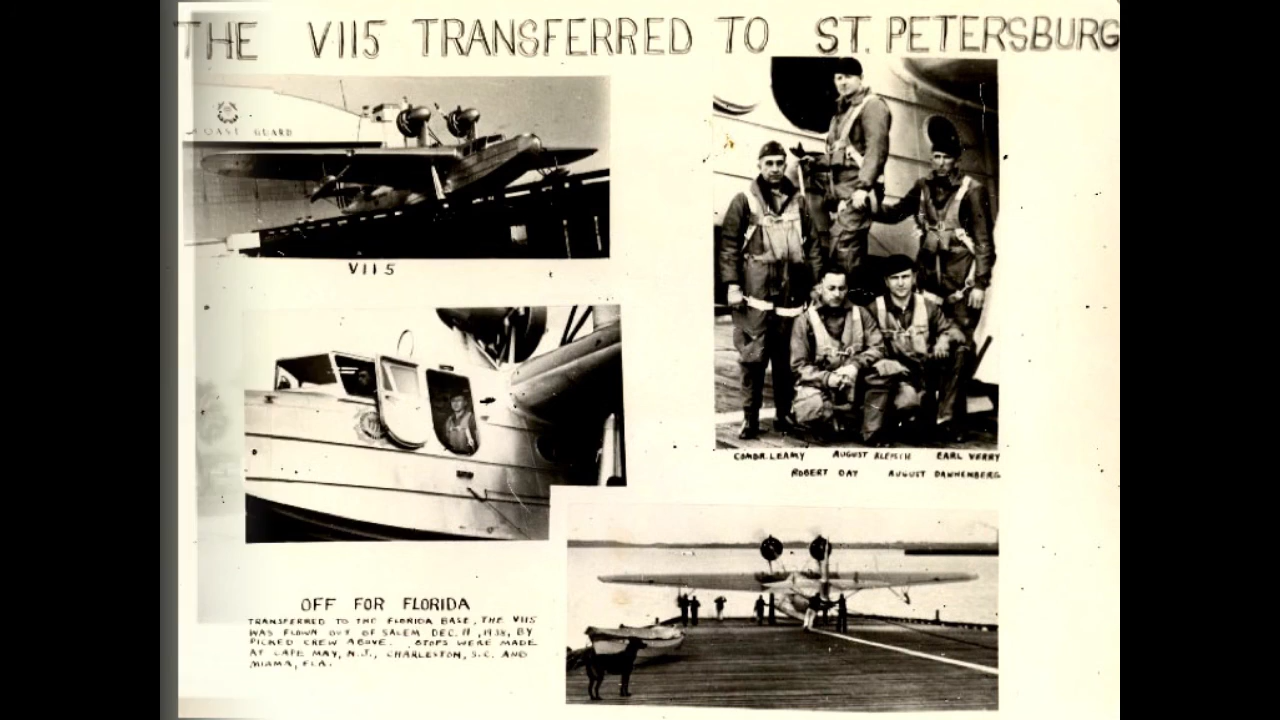 THE V115 TRANSFERRED TO ST. PETERSBURG
COAST GUARD
V115
COMDR. LEAMY AUGUST KLEISCH EARL VERRY
ROBERT DAY AUGUST DANNENBERG
OFF FOR FLORIDA
TRANSFERRED TO THE FLORIDA BASE, THE V115
WAS FLOWN OUT OF SALEM DEC. 11, 1938, BY
PICKED CREW ABOVE. STOPS WERE MADE
AT CAPE MAY, N.J., CHARLESTON, S.C. AND
MIAMA, FLA.